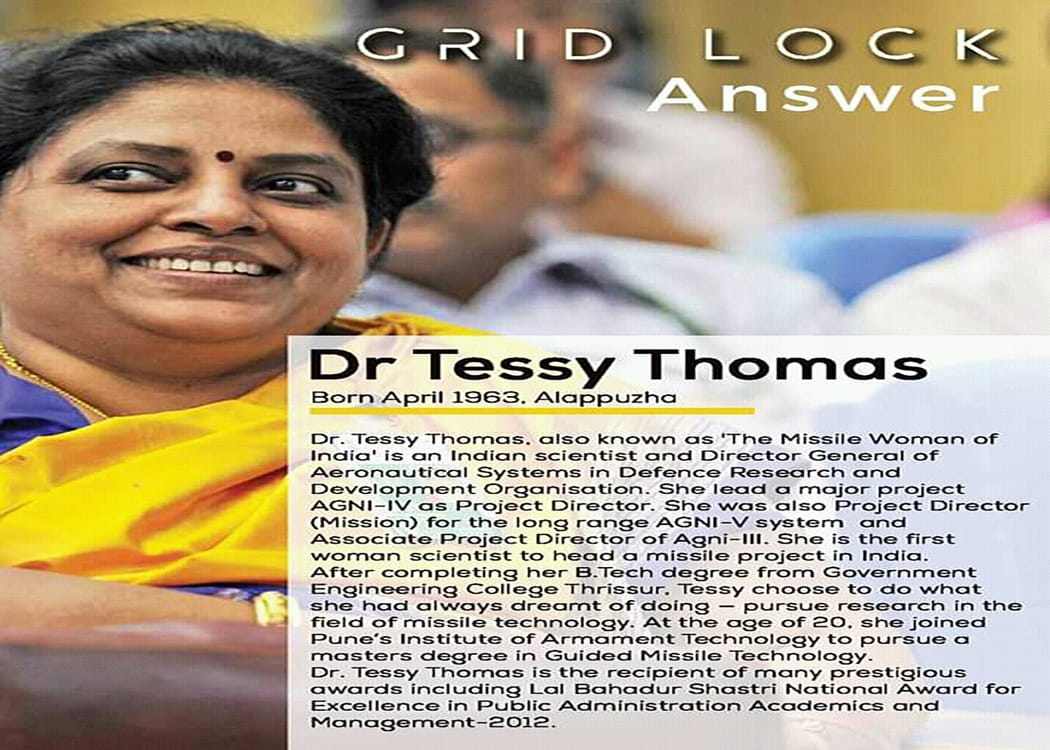 GRID LOCK
Answer
Dr Tessy Thomas
Born April 1963, Alappuzha
Dr. Tessy Thomas, also known as 'The Missile Woman of
India' is an Indian scientist and Director General of
Aeronautical Systems in Defence Research and
Development Organisation. She lead a major project
AGNI-IV as Project Director. She was also Project Director
(Mission) for the long range AGNI-V system and
Associate Project Director of Agni-III. She is the first
woman scientist to head a missile project in India.
After completing her B.Tech degree from Government
Engineering College Thrissur, Tessy choose to do what
she had always dreamt of doing – pursue research in the
field of missile technology. At the age of 20, she joined
Pune's Institute of Armament Technology to pursue a
masters degree in Guided Missile Technology.
Dr. Tessy Thomas is the recipient of many prestigious
awards including Lal Bahadur Shastri National Award for
Excellence in Public Administration Academics and
Management-2012.